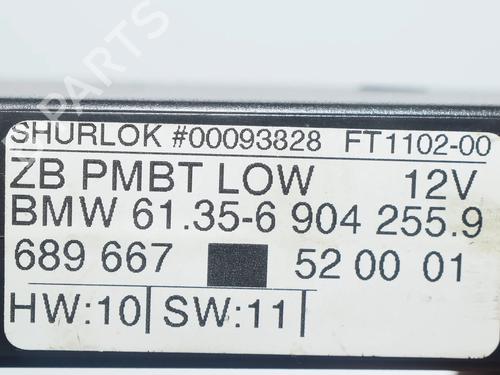 SHURLOK #00093828 FT1102-00
ZB PMBT LOW 12V
BMW 61.35-6 904 255.9
689 667 52 00 01
HW:10 SW:11